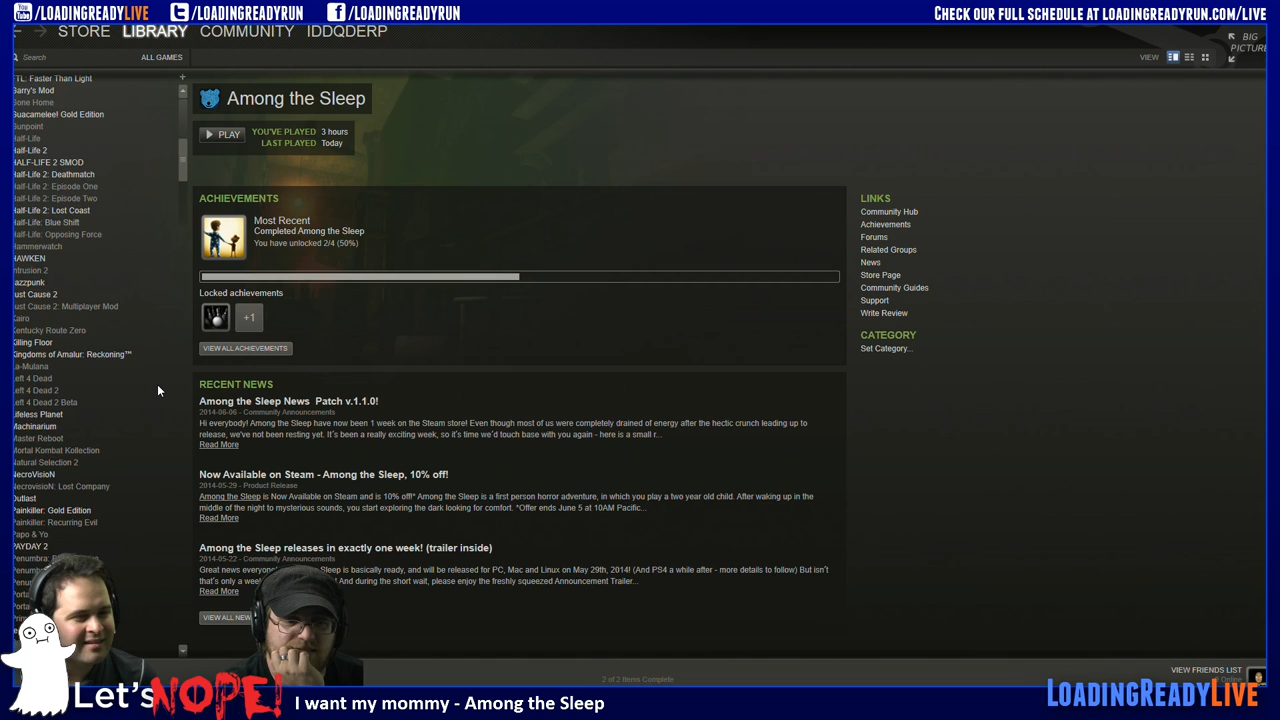 You Tube /LOADINGREADYLIVE /LOADINGREADYRUN /LOADINGREADYRUN CHECK OUR FULL SCHEDULE AT LOADINGREADYRUN.COM/LIVE
STORE LIBRARY COMMUNITY IDDQDERP
BIG PICTURE
Search ALL GAMES VIEW
FTL: Faster Than Light
Garry's Mod
Gone Home
Guacamelee! Gold Edition
Gunpoint
Half-Life
Half-Life 2
HALF-LIFE 2 SMOD
Half-Life 2: Deathmatch
Half-Life 2: Episode One
Half-Life 2: Episode Two
Half-Life 2: Lost Coast
Half-Life: Blue Shift
Half-Life: Opposing Force
Hammerwatch
HAWKEN
Intrusion 2
Jazzpunk
Just Cause 2
Just Cause 2: Multiplayer Mod
Kairo
Kentucky Route Zero
Killing Floor
Kingdoms of Amalur: Reckoning™
La-Mulana
Left 4 Dead
Left 4 Dead 2
Left 4 Dead 2 Beta
Lifeless Planet
Machinarium
Master Reboot
Mortal Kombat Kollection
Natural Selection 2
NecroVisioN
NecrovisioN: Lost Company
Outlast
Painkiller: Gold Edition
Painkiller: Recurring Evil
Papo & Yo
PAYDAY 2
Penumbra:
Among the Sleep
PLAY
YOU'VE PLAYED 3 hours
LAST PLAYED Today
ACHIEVEMENTS
Most Recent
Completed Among the Sleep
You have unlocked 2/4 (50%)
Locked achievements
+1
VIEW ALL ACHIEVEMENTS
RECENT NEWS
Among the Sleep News Patch v.1.1.0!
2014-06-06 - Community Announcements
Hi everybody! Among the Sleep have now been 1 week on the Steam store! Even though most of us were completely drained of energy after the hectic crunch leading up to
release, we've not been resting yet. It's been a really exciting week, so it's time we'd touch base with you again - here is a small r...
Read More
Now Available on Steam - Among the Sleep, 10% off!
2014-05-29 - Product Release
Among the Sleep is Now Available on Steam and is 10% off!* Among the Sleep is a first person horror adventure, in which you play a two year old child. After waking up in the
middle of the night to mysterious sounds, you start exploring the dark looking for comfort. *Offer ends June 5 at 10AM Pacific...
Read More
Among the Sleep releases in exactly one week! (trailer inside)
2014-05-22 - Community Announcements
Great news everyone Sleep is basically ready, and will be released for PC, Mac and Linux on May 29th, 2014! (And PS4 a while after - more details to follow) But isn't
that's only a week And during the short wait, please enjoy the freshly squeezed Announcement Trailer...
Read More
VIEW ALL NEW
LINKS
Community Hub
Achievements
Forums
Related Groups
News
Store Page
Community Guides
Support
Write Review
CATEGORY
Set Category...
2 of 2 Items Complete
VIEW FRIENDS LIST
Online
Let's NOPE! I want my mommy - Among the Sleep
LOADINGREADYLIVE